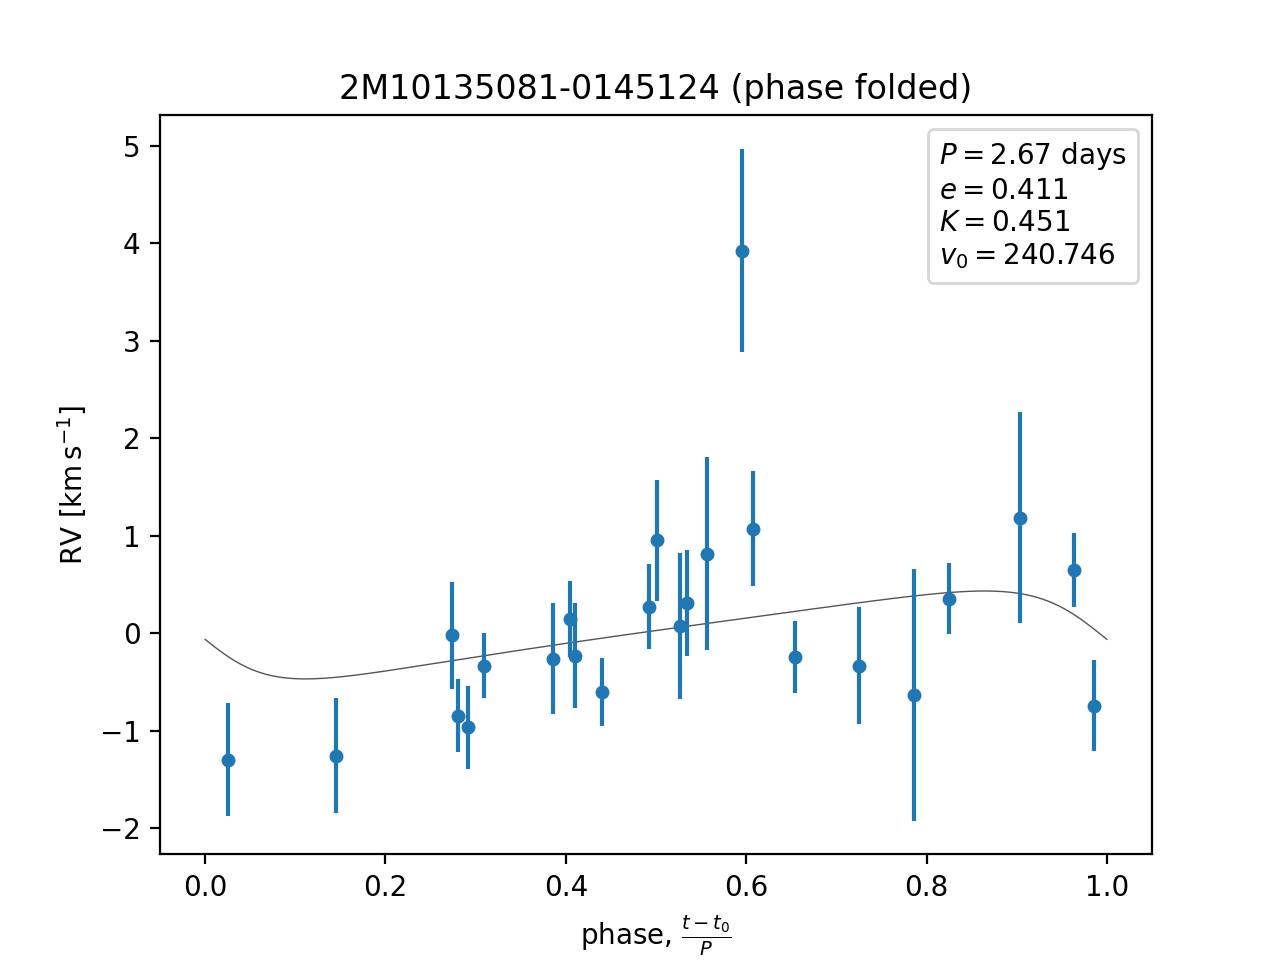 2M10135081-0145124 (phase folded)
P = 2.67 days
e = 0.411
K = 0.451
v₀ = 240.746
5
4
3
2
1
0
−1
−2
RV [km s⁻¹]
0.0 0.2 0.4 0.6 0.8 1.0
phase, (t − t₀)/P